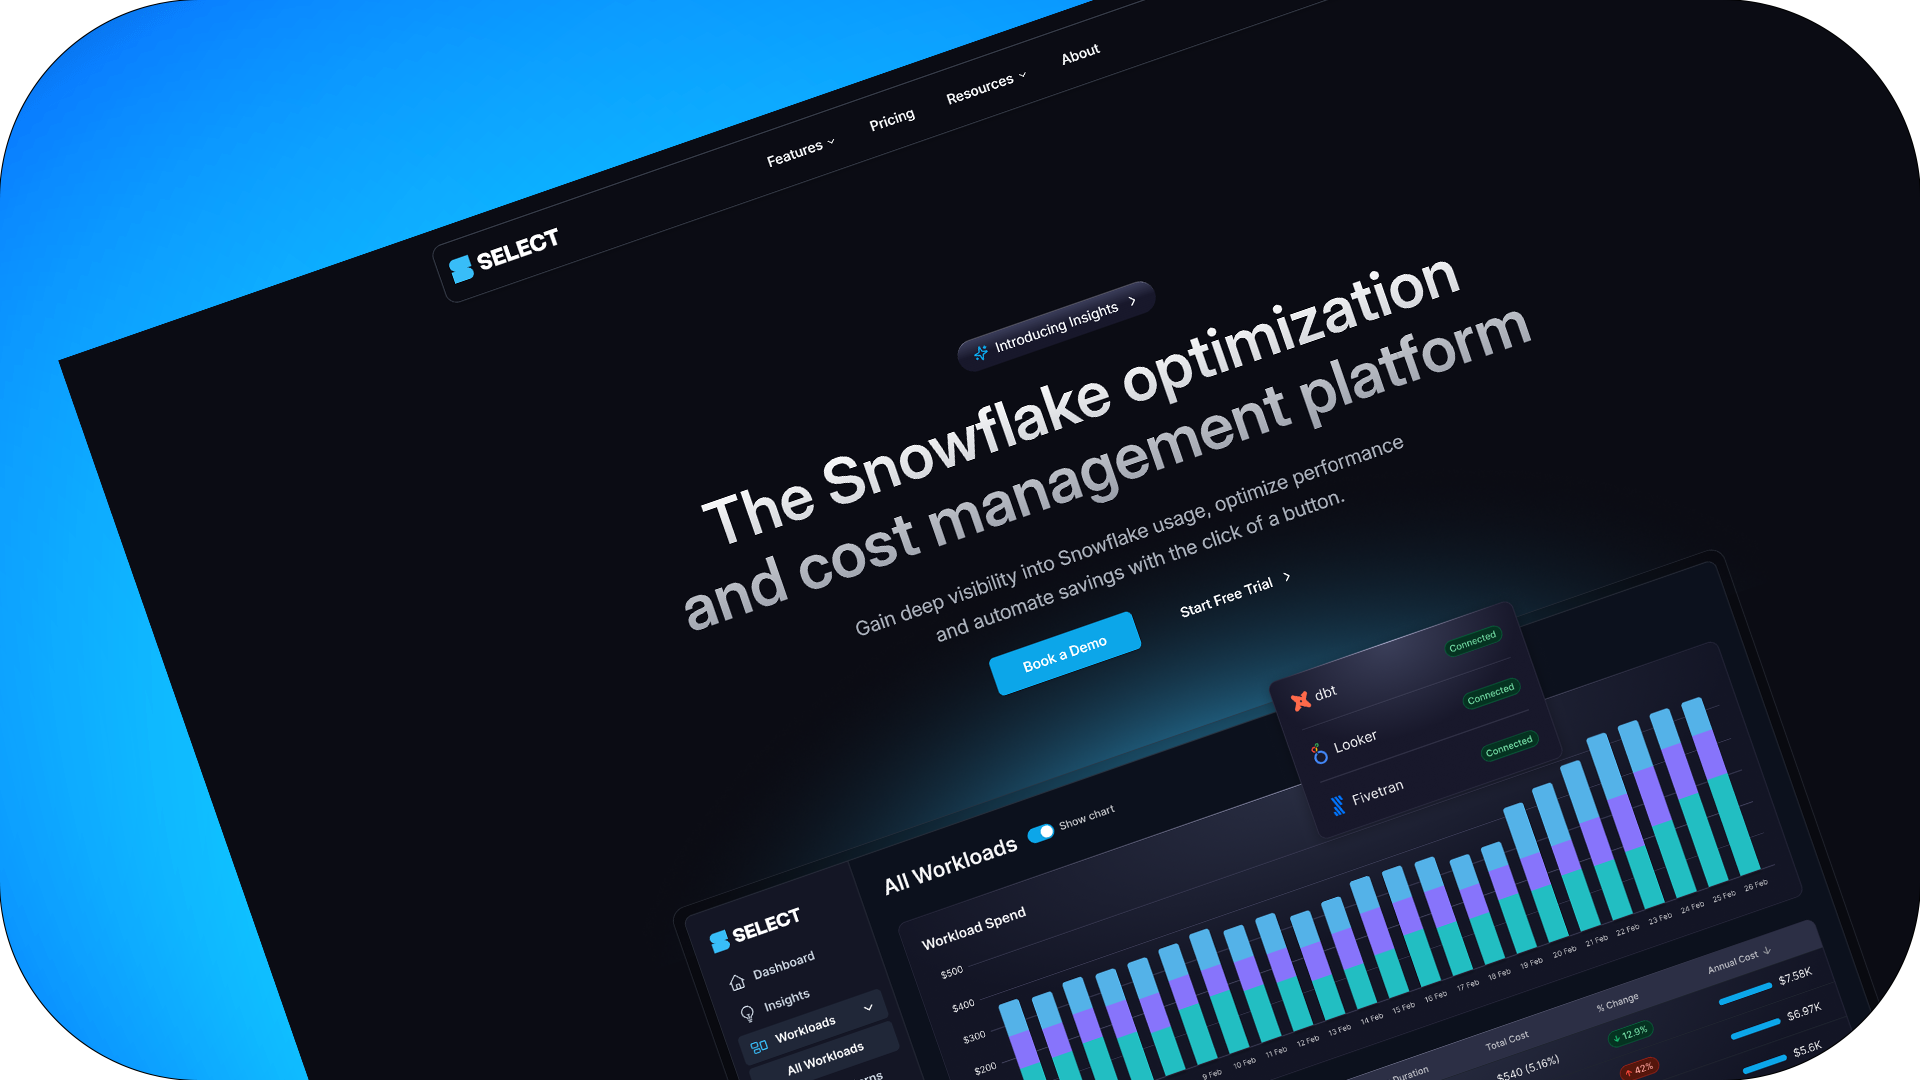 SELECT
Features
Pricing
Resources
About
Introducing Insights
The Snowflake optimization
and cost management platform
Gain deep visibility into Snowflake usage, optimize performance
and automate savings with the click of a button.
Book a Demo
Start Free Trial
dbt Connected
Looker Connected
Fivetran Connected
SELECT
Dashboard
Insights
Workloads
All Workloads
All Workloads
Show chart
Workload Spend
$500
$400
$300
$200
9 Feb
10 Feb
11 Feb
12 Feb
13 Feb
14 Feb
15 Feb
16 Feb
17 Feb
18 Feb
19 Feb
20 Feb
21 Feb
22 Feb
23 Feb
24 Feb
25 Feb
26 Feb
Duration
Total Cost
% Change
Annual Cost
$540 (5.16%)
12.9%
$7.58K
42%
$6.97K
$5.6K